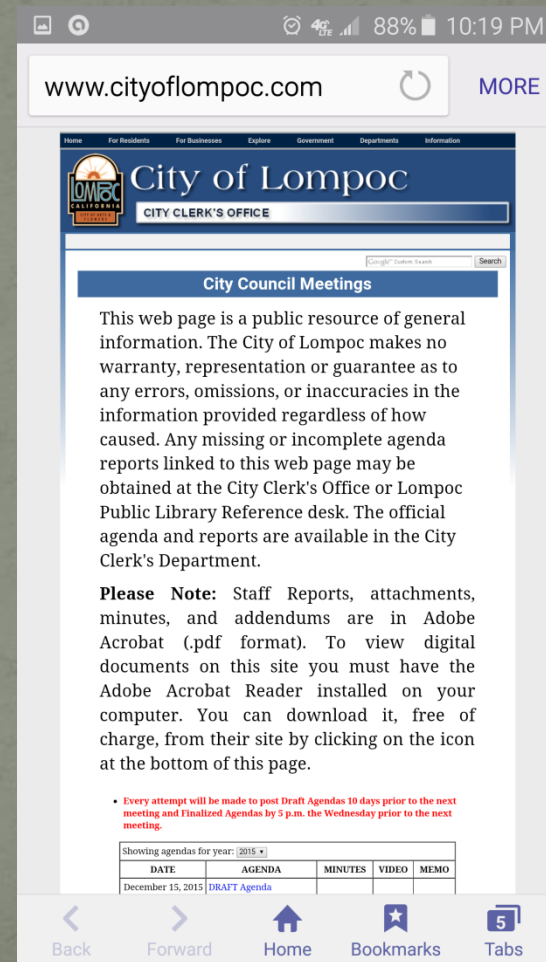 4G LTE 88% 10:19 PM
www.cityoflompoc.com MORE
Home For Residents For Businesses Explore Government Departments Information
LOMPOC
CALIFORNIA
CITY OF ARTS &
FLOWERS
City of Lompoc
CITY CLERK'S OFFICE
Google™ Custom Search Search
City Council Meetings
This web page is a public resource of general
information. The City of Lompoc makes no
warranty, representation or guarantee as to
any errors, omissions, or inaccuracies in the
information provided regardless of how
caused. Any missing or incomplete agenda
reports linked to this web page may be
obtained at the City Clerk's Office or Lompoc
Public Library Reference desk. The official
agenda and reports are available in the City
Clerk's Department.
Please Note: Staff Reports, attachments,
minutes, and addendums are in Adobe
Acrobat (.pdf format). To view digital
documents on this site you must have the
Adobe Acrobat Reader installed on your
computer. You can download it, free of
charge, from their site by clicking on the icon
at the bottom of this page.
• Every attempt will be made to post Draft Agendas 10 days prior to the next
meeting and Finalized Agendas by 5 p.m. the Wednesday prior to the next
meeting.
Showing agendas for year: 2015
DATE AGENDA MINUTES VIDEO MEMO
December 15, 2015 DRAFT Agenda
5
Back Forward Home Bookmarks Tabs